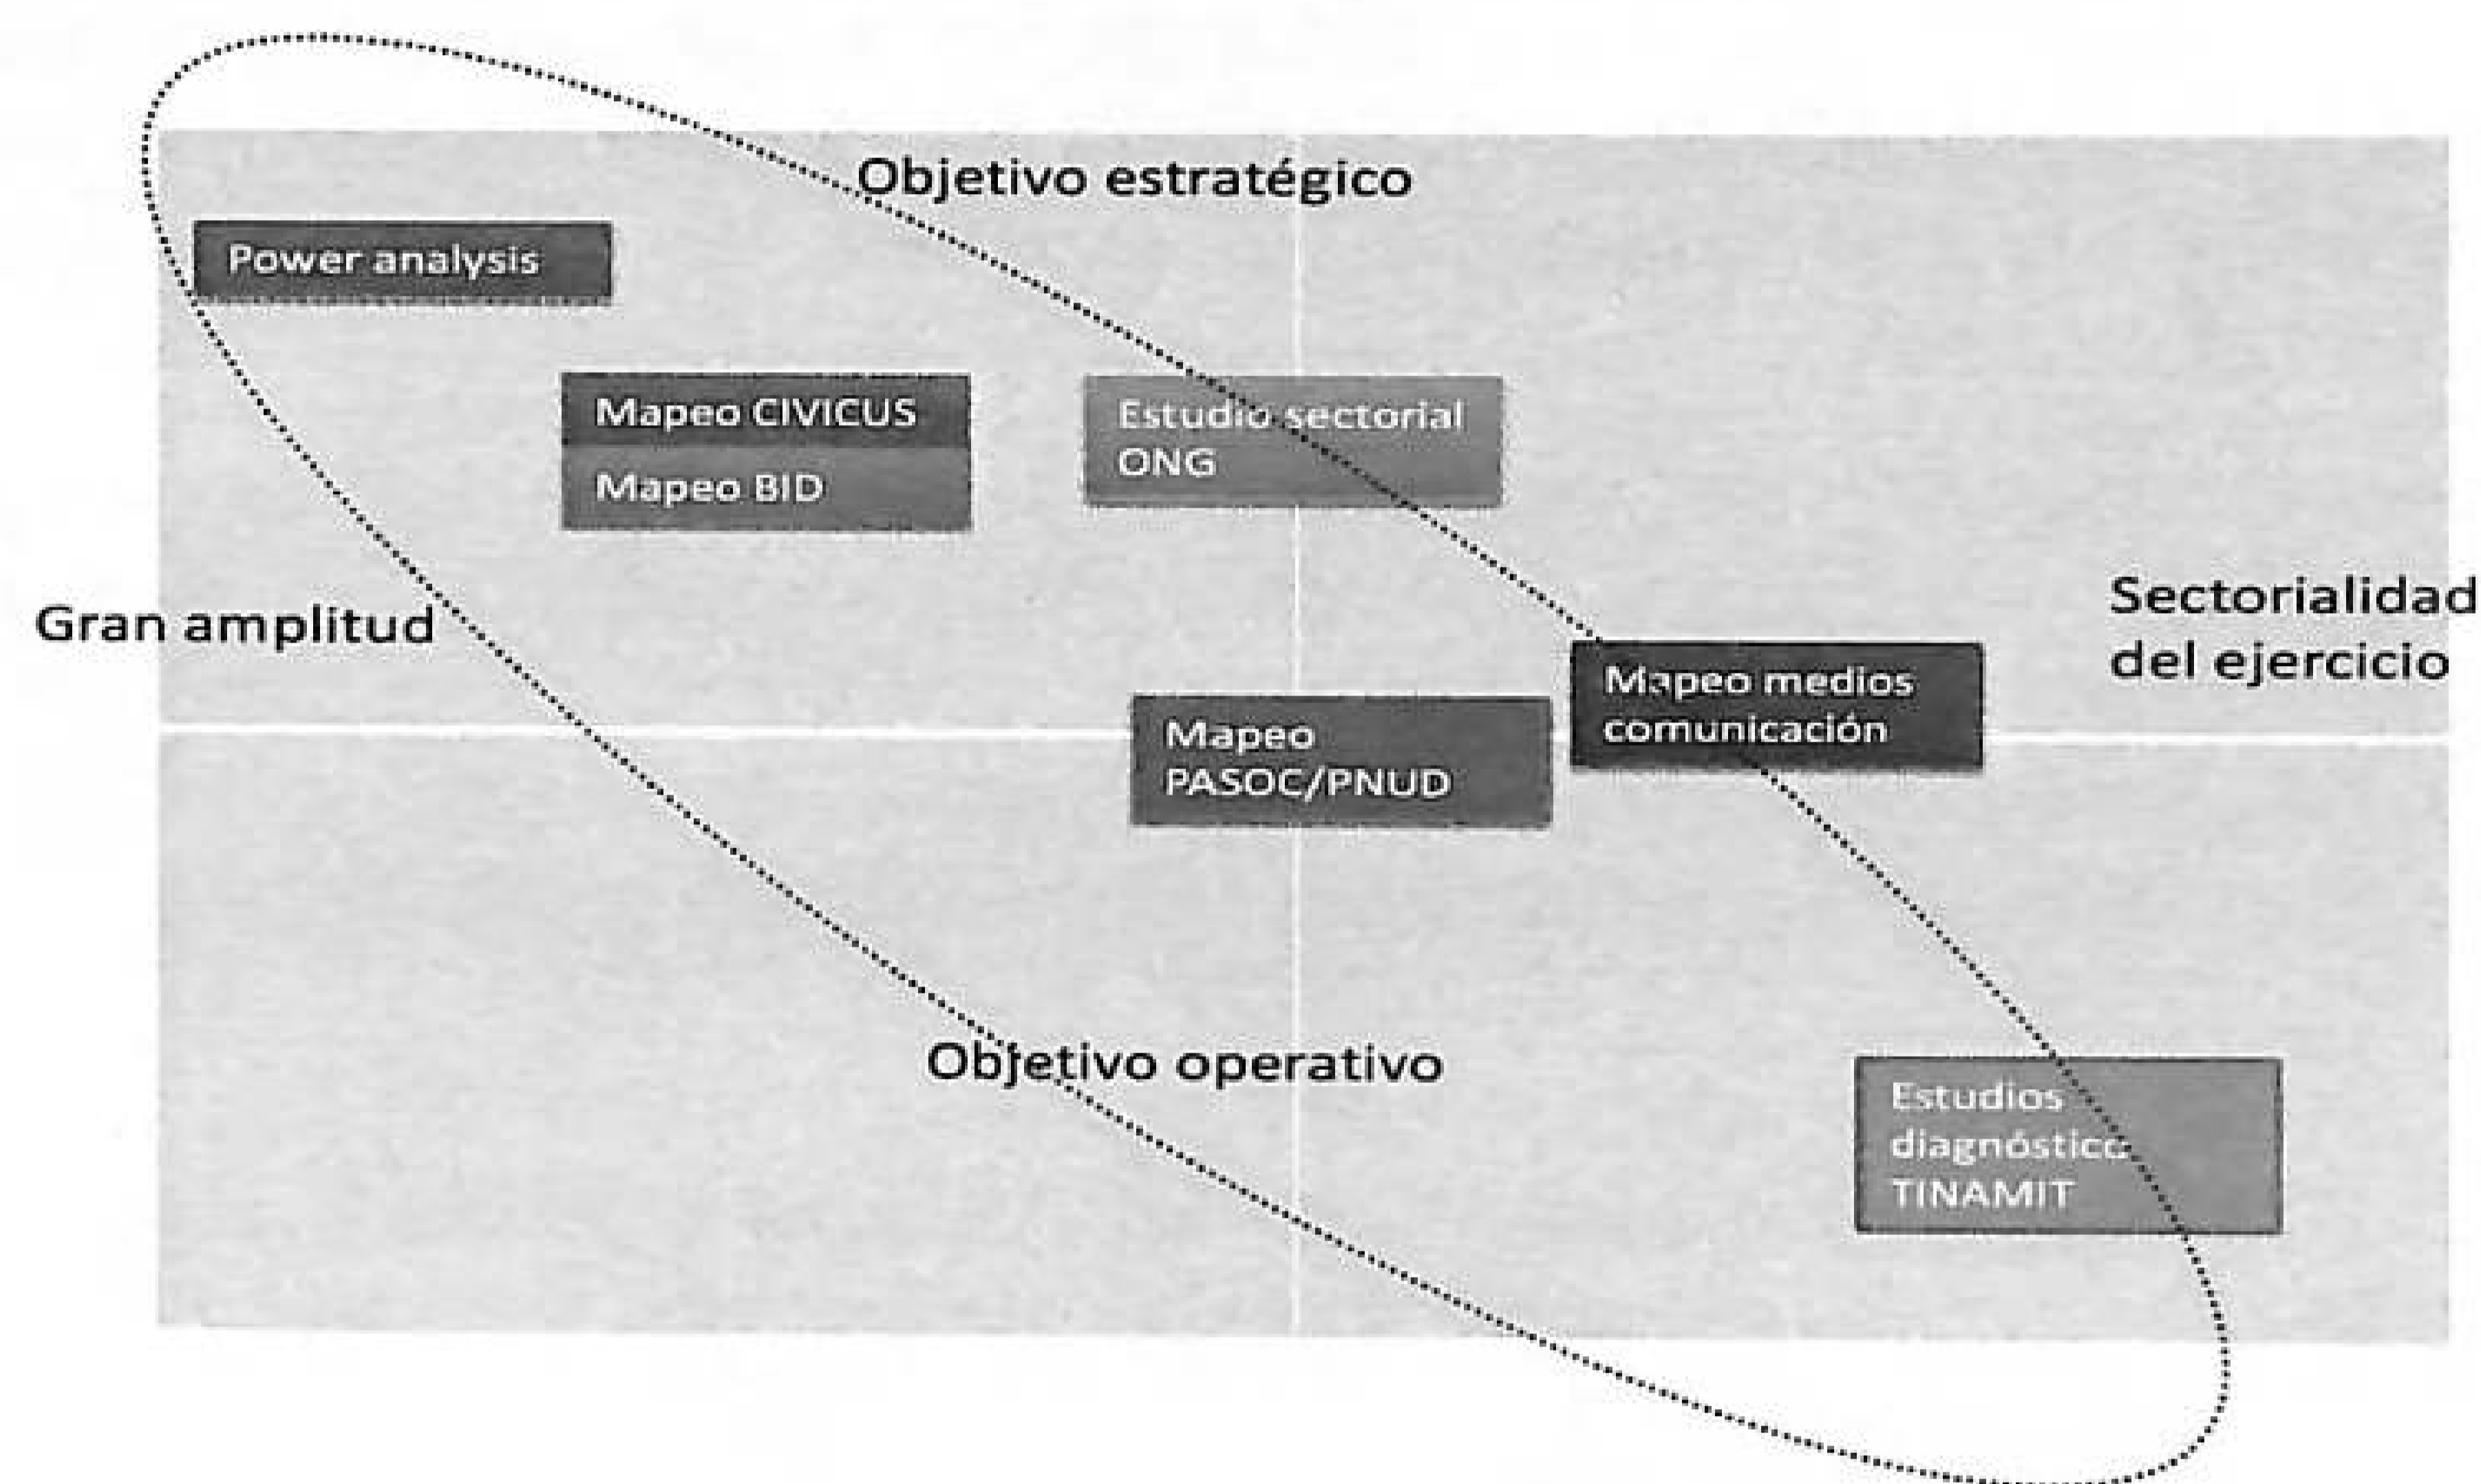 Objetivo estratégico
Power analysis
Mapeo CIVICUS
Mapeo BID
Estudio sectorial
ONG
Gran amplitud
Sectorialidad
del ejercicio
Mapeo medios
comunicación
Mapeo
PASOC/PNUD
Objetivo operativo
Estudios
diagnóstico
TINAMIT